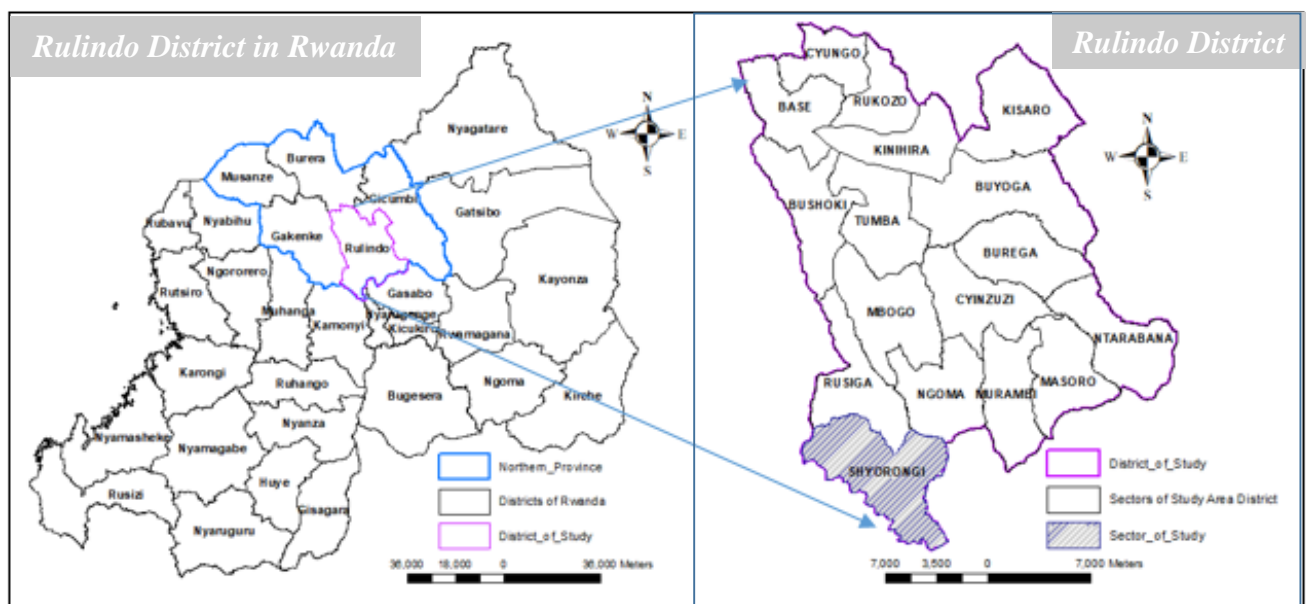 Rulindo District in Rwanda
N
W
E
S
Nyagatare
Burera
Musanze
Gicumbi
Gatsibo
Rubavu
Nyabihu
Gakenke
Rulindo
Ngororero
Kayonza
Rutsiro
Gasabo
Muhanga
Nyarugenge
Kamonyi
Kicukiro
Rwamagana
Karongi
Ruhango
Bugesera
Ngoma
Kirehe
Nyanza
Nyamasheke
Nyamagabe
Huye
Gisagara
Rusizi
Nyaruguru
Northern_Province
Districts of Rwanda
District_of_Study
36,000 18,000 0 36,000 Meters
Rulindo District
CYUNGO
BASE
RUKOZO
KISARO
KINIHIRA
N
W
E
S
BUYOGA
BUSHOKI
TUMBA
BUREGA
CYINZUZI
MBOGO
NTARABANA
RUSIGA
NGOMA
MURAMBI
MASORO
SHYORONGI
District_of_Study
Sectors of Study Area District
Sector_of_Study
7,000 3,500 0 7,000 Meters